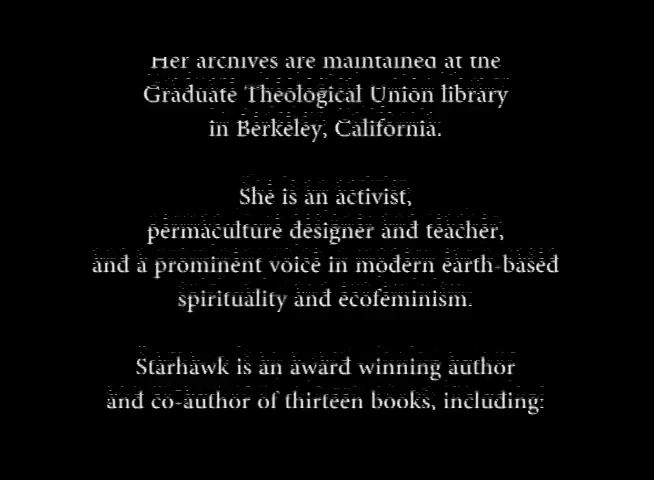 Her archives are maintained at the
Graduate Theological Union library
in Berkeley, California.
She is an activist,
permaculture designer and teacher,
and a prominent voice in modern earth-based
spirituality and ecofeminism.
Starhawk is an award winning author
and co-author of thirteen books, including: